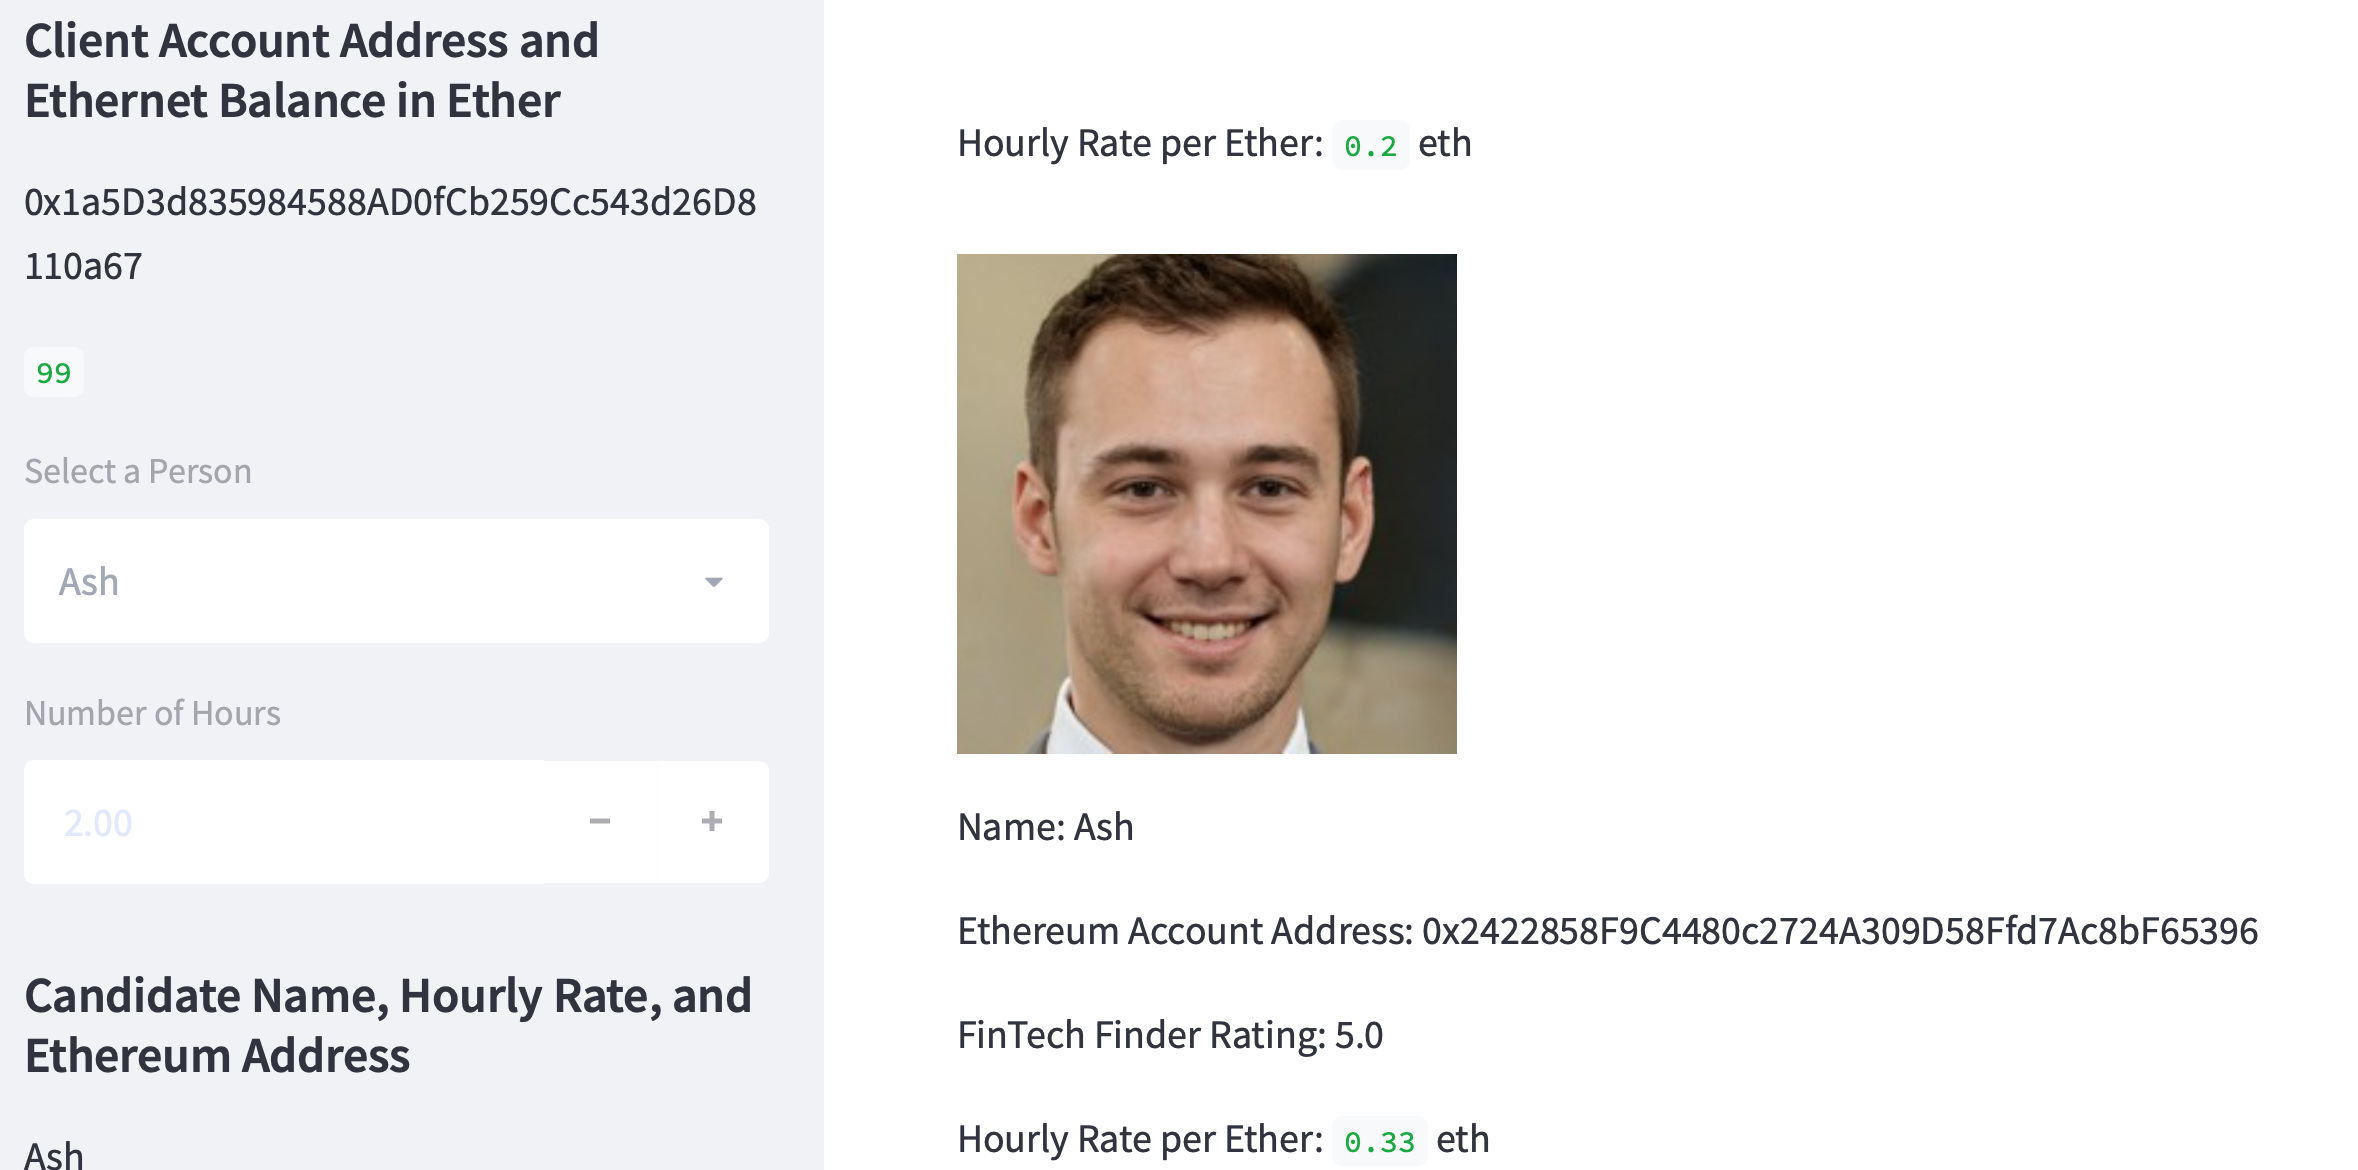 Client Account Address and
Ethernet Balance in Ether
0x1a5D3d835984588AD0fCb259Cc543d26D8
110a67
99
Select a Person
Ash
Number of Hours
2.00
Candidate Name, Hourly Rate, and
Ethereum Address
Ash
Hourly Rate per Ether: 0.2 eth
Name: Ash
Ethereum Account Address: 0x2422858F9C4480c2724A309D58Ffd7Ac8bF65396
FinTech Finder Rating: 5.0
Hourly Rate per Ether: 0.33 eth